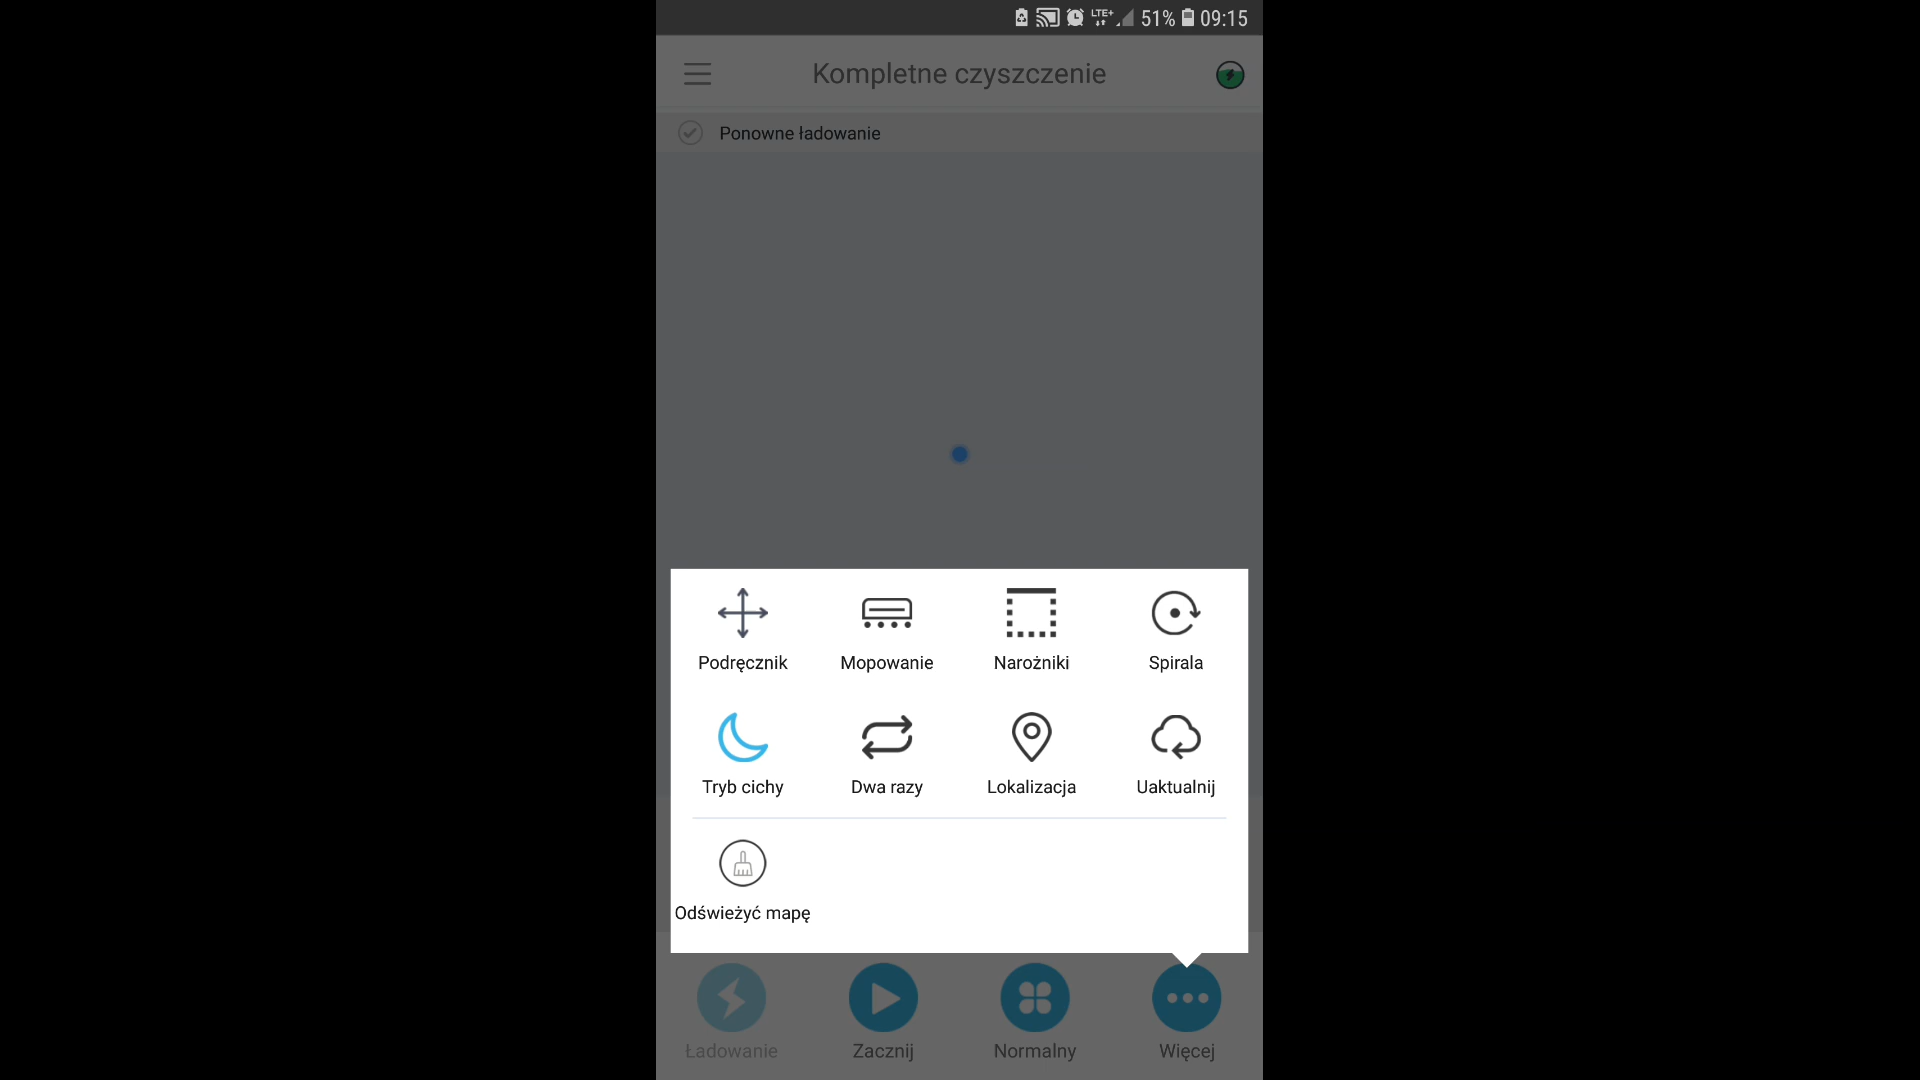 LTE+ 51% 09:15
Kompletne czyszczenie
Ponowne ładowanie
Podręcznik Mopowanie Narożniki Spirala
Tryb cichy Dwa razy Lokalizacja Uaktualnij
Odświeżyć mapę
Ładowanie Zacznij Normalny Więcej